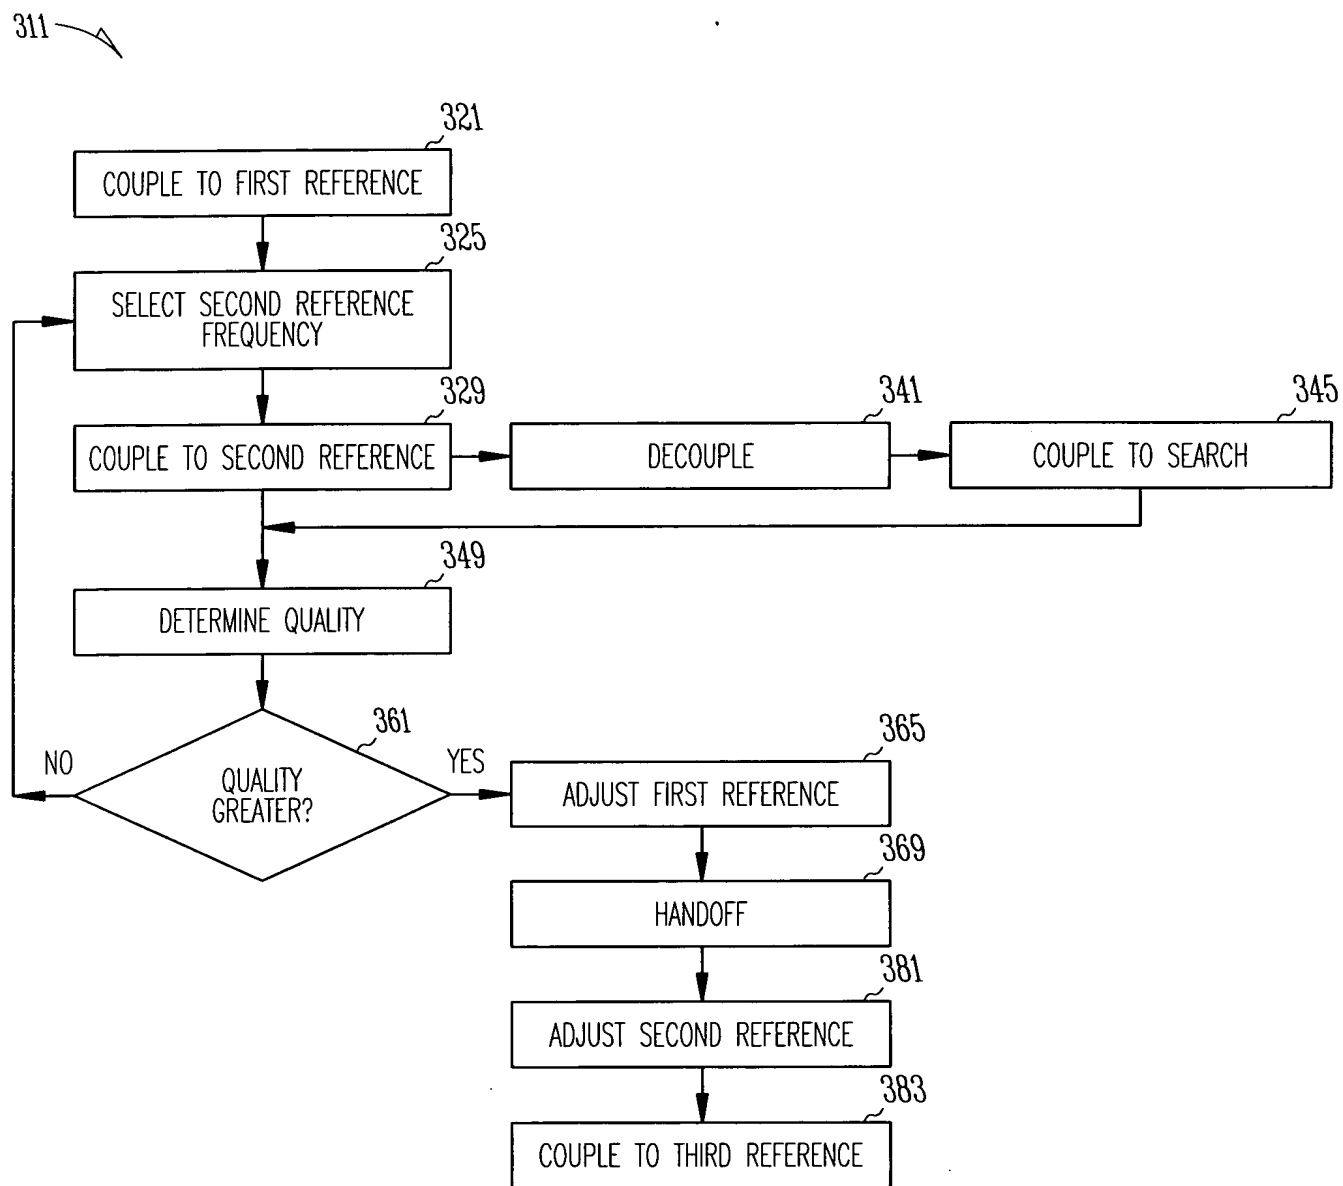 311
321
COUPLE TO FIRST REFERENCE
325
SELECT SECOND REFERENCE
FREQUENCY
329
COUPLE TO SECOND REFERENCE
341
DECOUPLE
345
COUPLE TO SEARCH
349
DETERMINE QUALITY
361
QUALITY
GREATER?
NO
YES
365
ADJUST FIRST REFERENCE
369
HANDOFF
381
ADJUST SECOND REFERENCE
383
COUPLE TO THIRD REFERENCE